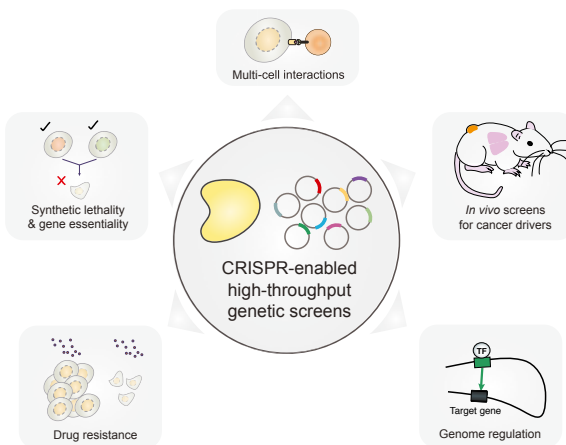 Multi-cell interactions
Synthetic lethality
& gene essentiality
In vivo screens
for cancer drivers
CRISPR-enabled
high-throughput
genetic screens
TF
Target gene
Drug resistance
Genome regulation